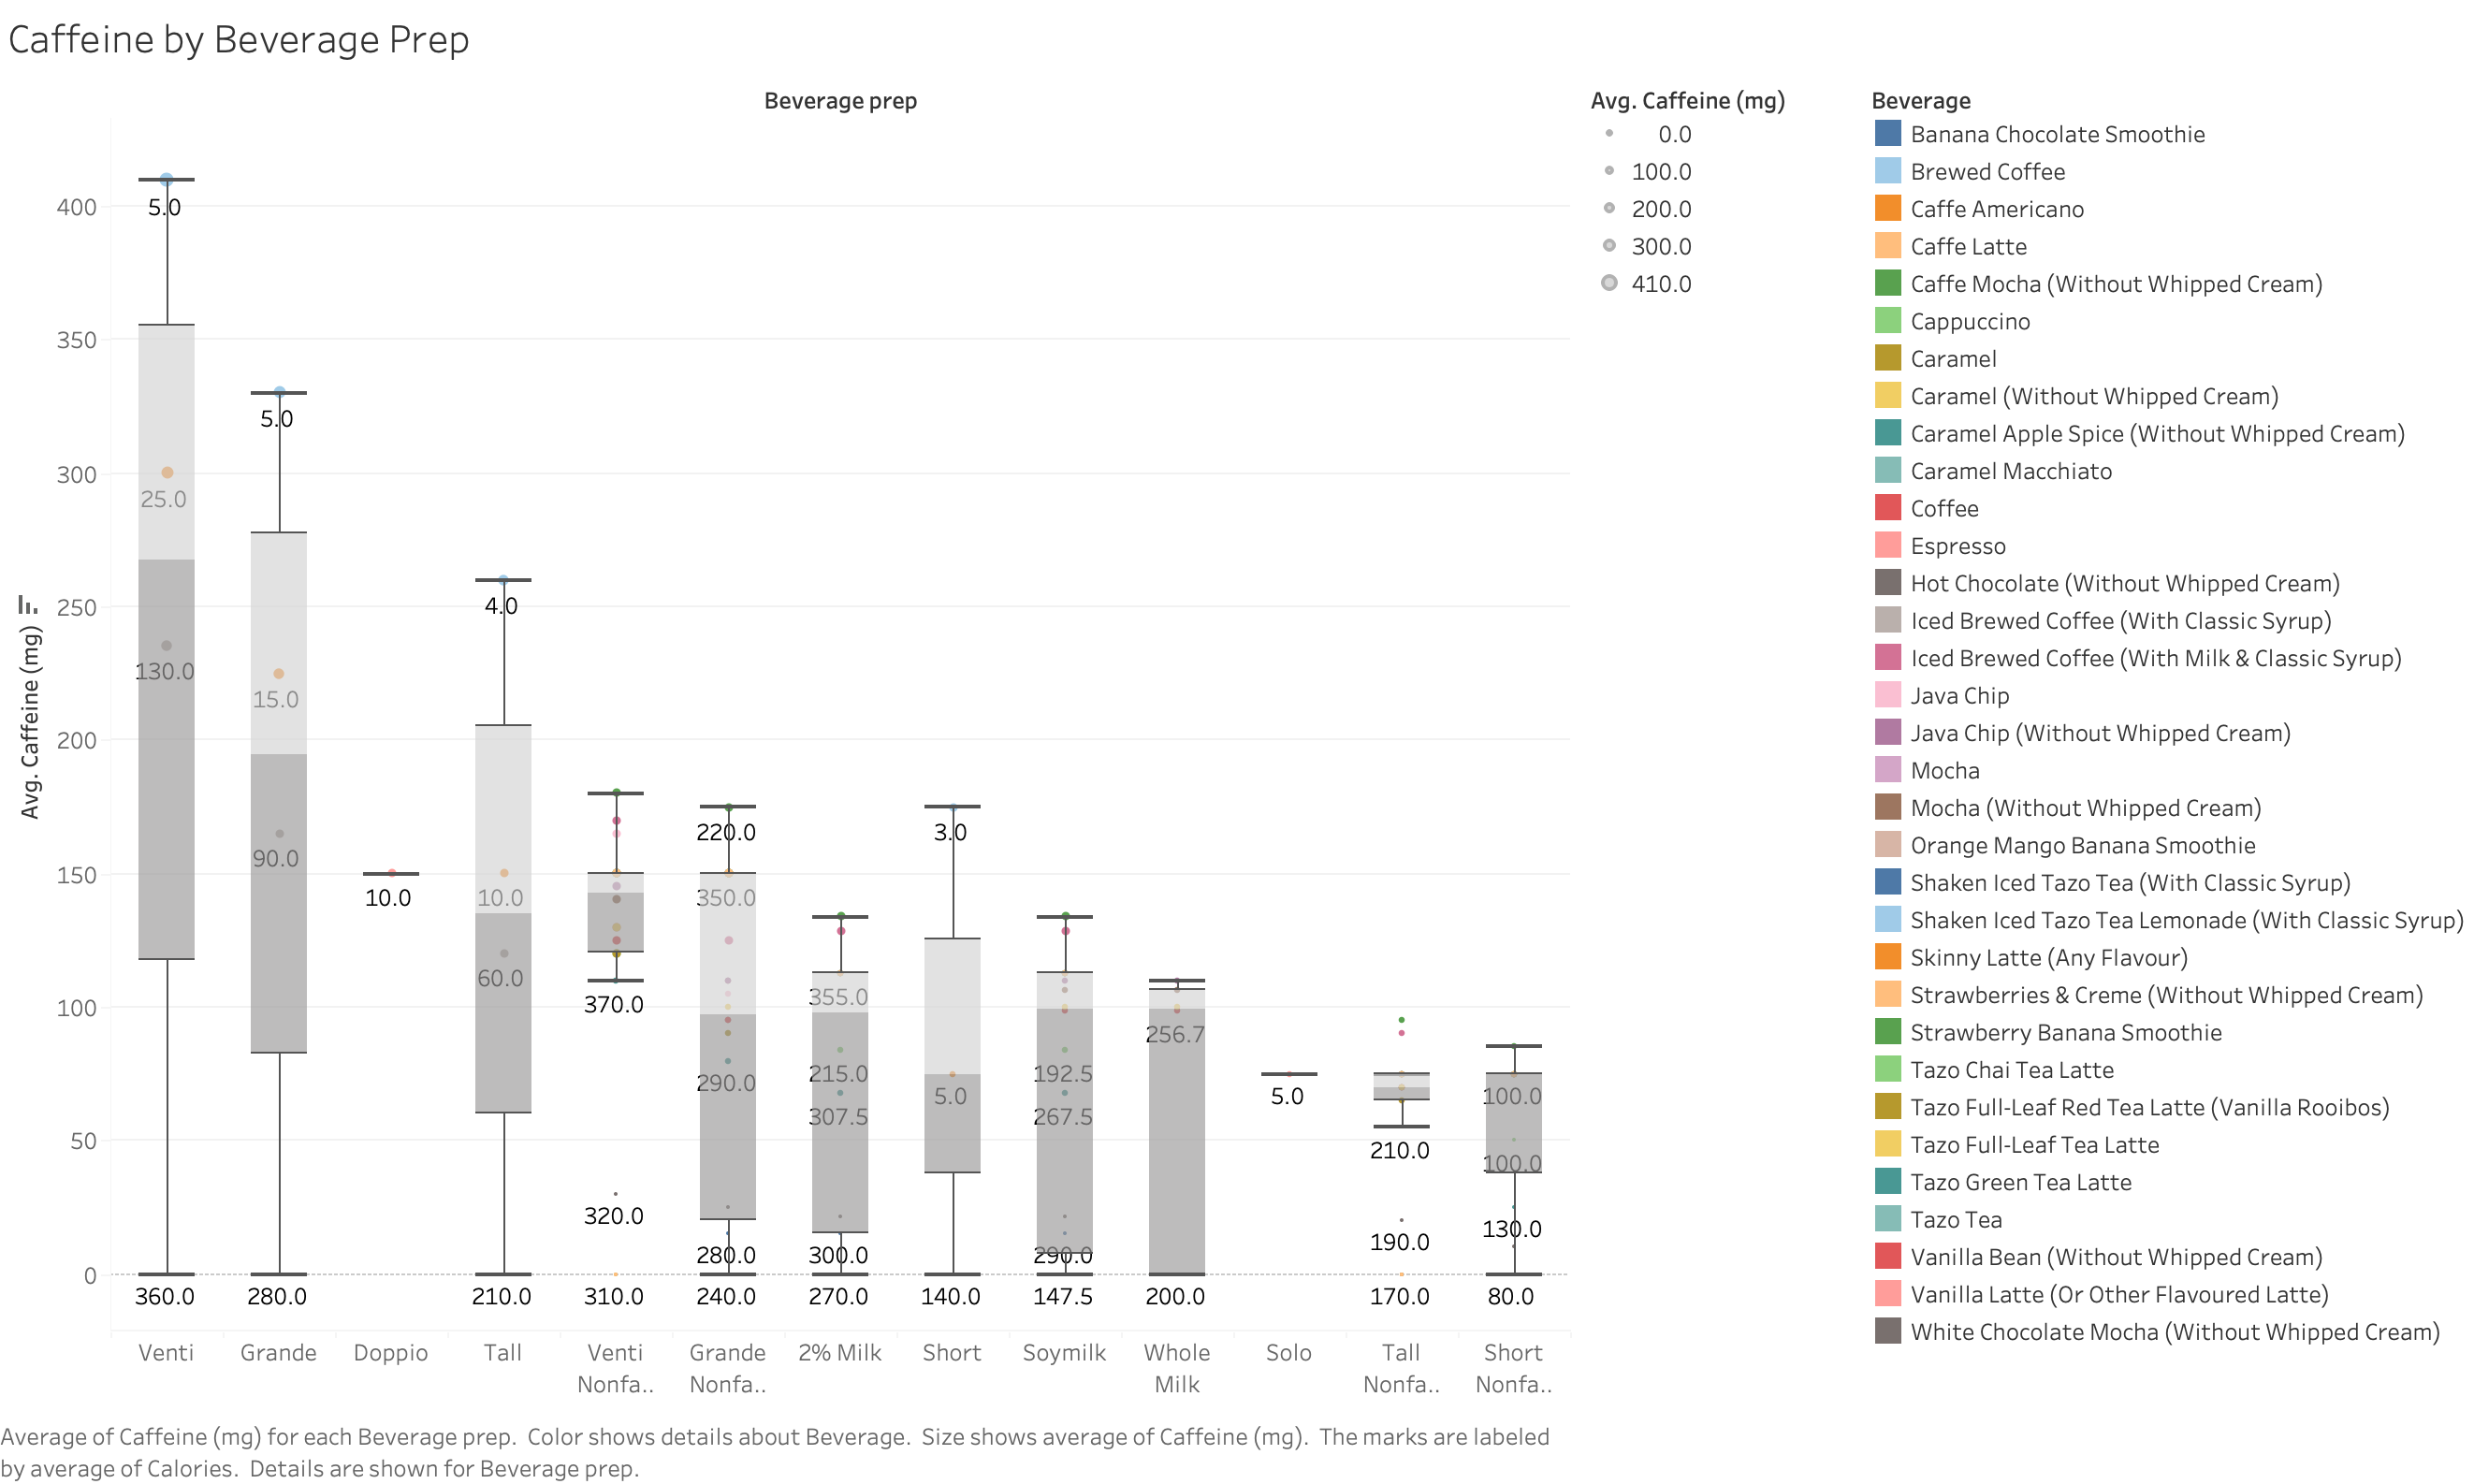 Caffeine by Beverage Prep
Beverage prep
Avg. Caffeine (mg)
400
350
300
250
200
150
100
50
0
5.0
25.0
130.0
360.0
5.0
15.0
90.0
280.0
10.0
4.0
10.0
60.0
210.0
370.0
320.0
310.0
220.0
350.0
290.0
280.0
240.0
355.0
215.0
307.5
300.0
270.0
3.0
5.0
140.0
192.5
267.5
290.0
147.5
256.7
200.0
5.0
210.0
190.0
170.0
100.0
100.0
130.0
80.0
Venti
Grande
Doppio
Tall
Venti
Nonfa..
Grande
Nonfa..
2% Milk
Short
Soymilk
Whole
Milk
Solo
Tall
Nonfa..
Short
Nonfa..
Avg. Caffeine (mg)
0.0
100.0
200.0
300.0
410.0
Beverage
Banana Chocolate Smoothie
Brewed Coffee
Caffe Americano
Caffe Latte
Caffe Mocha (Without Whipped Cream)
Cappuccino
Caramel
Caramel (Without Whipped Cream)
Caramel Apple Spice (Without Whipped Cream)
Caramel Macchiato
Coffee
Espresso
Hot Chocolate (Without Whipped Cream)
Iced Brewed Coffee (With Classic Syrup)
Iced Brewed Coffee (With Milk & Classic Syrup)
Java Chip
Java Chip (Without Whipped Cream)
Mocha
Mocha (Without Whipped Cream)
Orange Mango Banana Smoothie
Shaken Iced Tazo Tea (With Classic Syrup)
Shaken Iced Tazo Tea Lemonade (With Classic Syrup)
Skinny Latte (Any Flavour)
Strawberries & Creme (Without Whipped Cream)
Strawberry Banana Smoothie
Tazo Chai Tea Latte
Tazo Full-Leaf Red Tea Latte (Vanilla Rooibos)
Tazo Full-Leaf Tea Latte
Tazo Green Tea Latte
Tazo Tea
Vanilla Bean (Without Whipped Cream)
Vanilla Latte (Or Other Flavoured Latte)
White Chocolate Mocha (Without Whipped Cream)
Average of Caffeine (mg) for each Beverage prep.  Color shows details about Beverage.  Size shows average of Caffeine (mg).  The marks are labeled
by average of Calories.  Details are shown for Beverage prep.